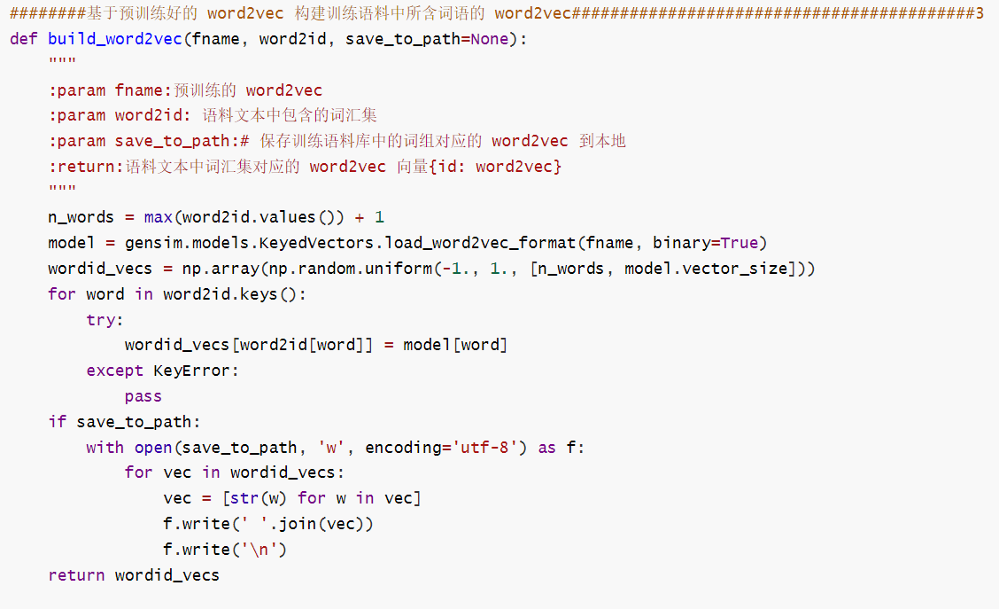 ########基于预训练好的 word2vec 构建训练语料中所含词语的 word2vec##########################################3
def build_word2vec(fname, word2id, save_to_path=None):
    """
    :param fname:预训练的 word2vec
    :param word2id: 语料文本中包含的词汇集
    :param save_to_path:# 保存训练语料库中的词组对应的 word2vec 到本地
    :return:语料文本中词汇集对应的 word2vec 向量{id: word2vec}
    """
    n_words = max(word2id.values()) + 1
    model = gensim.models.KeyedVectors.load_word2vec_format(fname, binary=True)
    wordid_vecs = np.array(np.random.uniform(-1., 1., [n_words, model.vector_size]))
    for word in word2id.keys():
        try:
            wordid_vecs[word2id[word]] = model[word]
        except KeyError:
            pass
    if save_to_path:
        with open(save_to_path, 'w', encoding='utf-8') as f:
            for vec in wordid_vecs:
                vec = [str(w) for w in vec]
                f.write(' '.join(vec))
                f.write('\n')
    return wordid_vecs